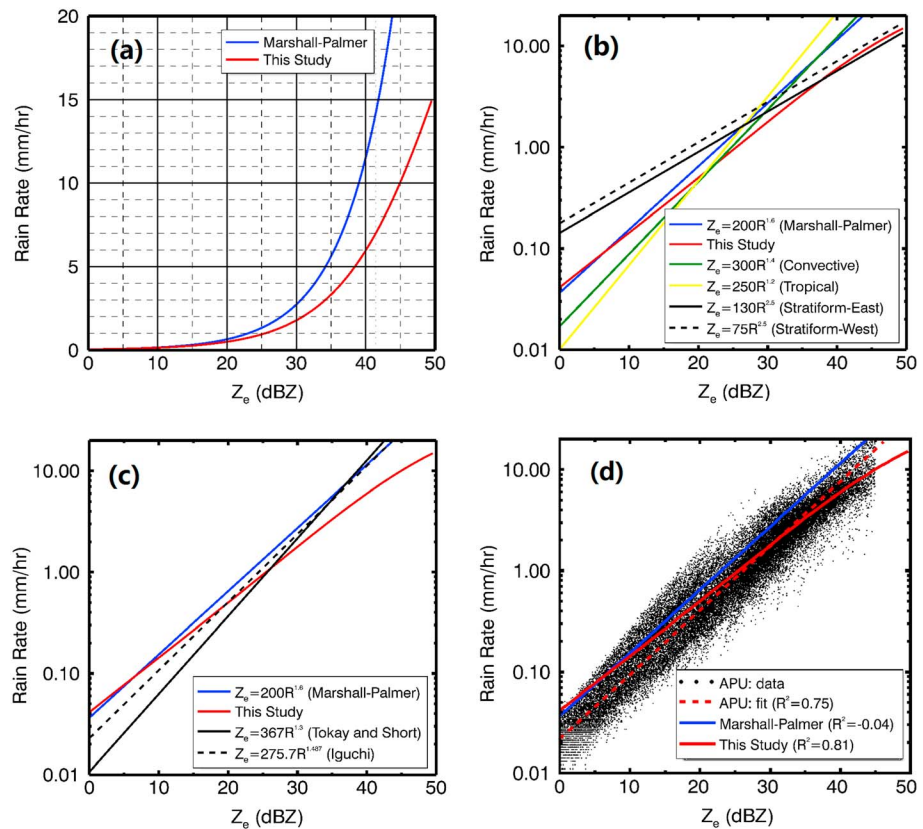 (a)
Marshall-Palmer
This Study
20
15
10
5
0
Rain Rate (mm/hr)
0 10 20 30 40 50
Zₑ (dBZ)
(b)
10.00
1.00
0.10
0.01
Rain Rate (mm/hr)
Zₑ=200R¹·⁶ (Marshall-Palmer)
This Study
Zₑ=300R¹·⁴ (Convective)
Zₑ=250R¹·² (Tropical)
Zₑ=130R²·⁵ (Stratiform-East)
Zₑ=75R²·⁵ (Stratiform-West)
0 10 20 30 40 50
Zₑ (dBZ)
(c)
10.00
1.00
0.10
0.01
Rain Rate (mm/hr)
Zₑ=200R¹·⁶ (Marshall-Palmer)
This Study
Zₑ=367R¹·³ (Tokay and Short)
Zₑ=275.7R¹·⁴⁸⁷ (Iguchi)
0 10 20 30 40 50
Zₑ (dBZ)
(d)
10.00
1.00
0.10
0.01
Rain Rate (mm/hr)
APU: data
APU: fit (R²=0.75)
Marshall-Palmer (R²=-0.04)
This Study (R²=0.81)
0 10 20 30 40 50
Zₑ (dBZ)